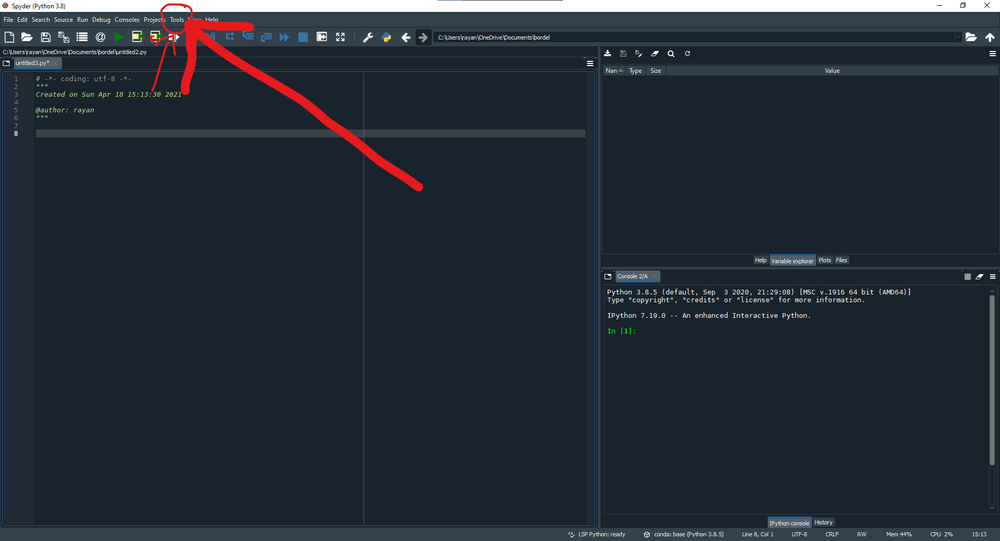 Spyder (Python 3.8)
File Edit Search Source Run Debug Consoles Projects Tools View Help
C:\Users\rayan\OneDrive\Documents\bordel
C:\Users\rayan\OneDrive\Documents\bordel\untitled2.py
untitled3.py*
1 # -*- coding: utf-8 -*-
2 """
3 Created on Sun Apr 18 15:13:30 2021
4
5 @author: rayan
6 """
7
8
Nan Type Size Value
Help Variable explorer Plots Files
Console 2/A
Python 3.8.5 (default, Sep  3 2020, 21:29:08) [MSC v.1916 64 bit (AMD64)]
Type "copyright", "credits" or "license" for more information.
IPython 7.19.0 -- An enhanced Interactive Python.
In [1]:
IPython console History
LSP Python: ready conda: base (Python 3.8.5) Line 8, Col 1 UTF-8 CRLF RW Mem 44% CPU 2% 15:13